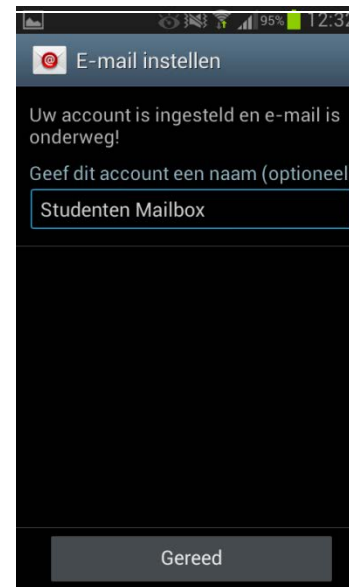 95% 12:32
E-mail instellen
Uw account is ingesteld en e-mail is
onderweg!
Geef dit account een naam (optioneel
Studenten Mailbox
Gereed